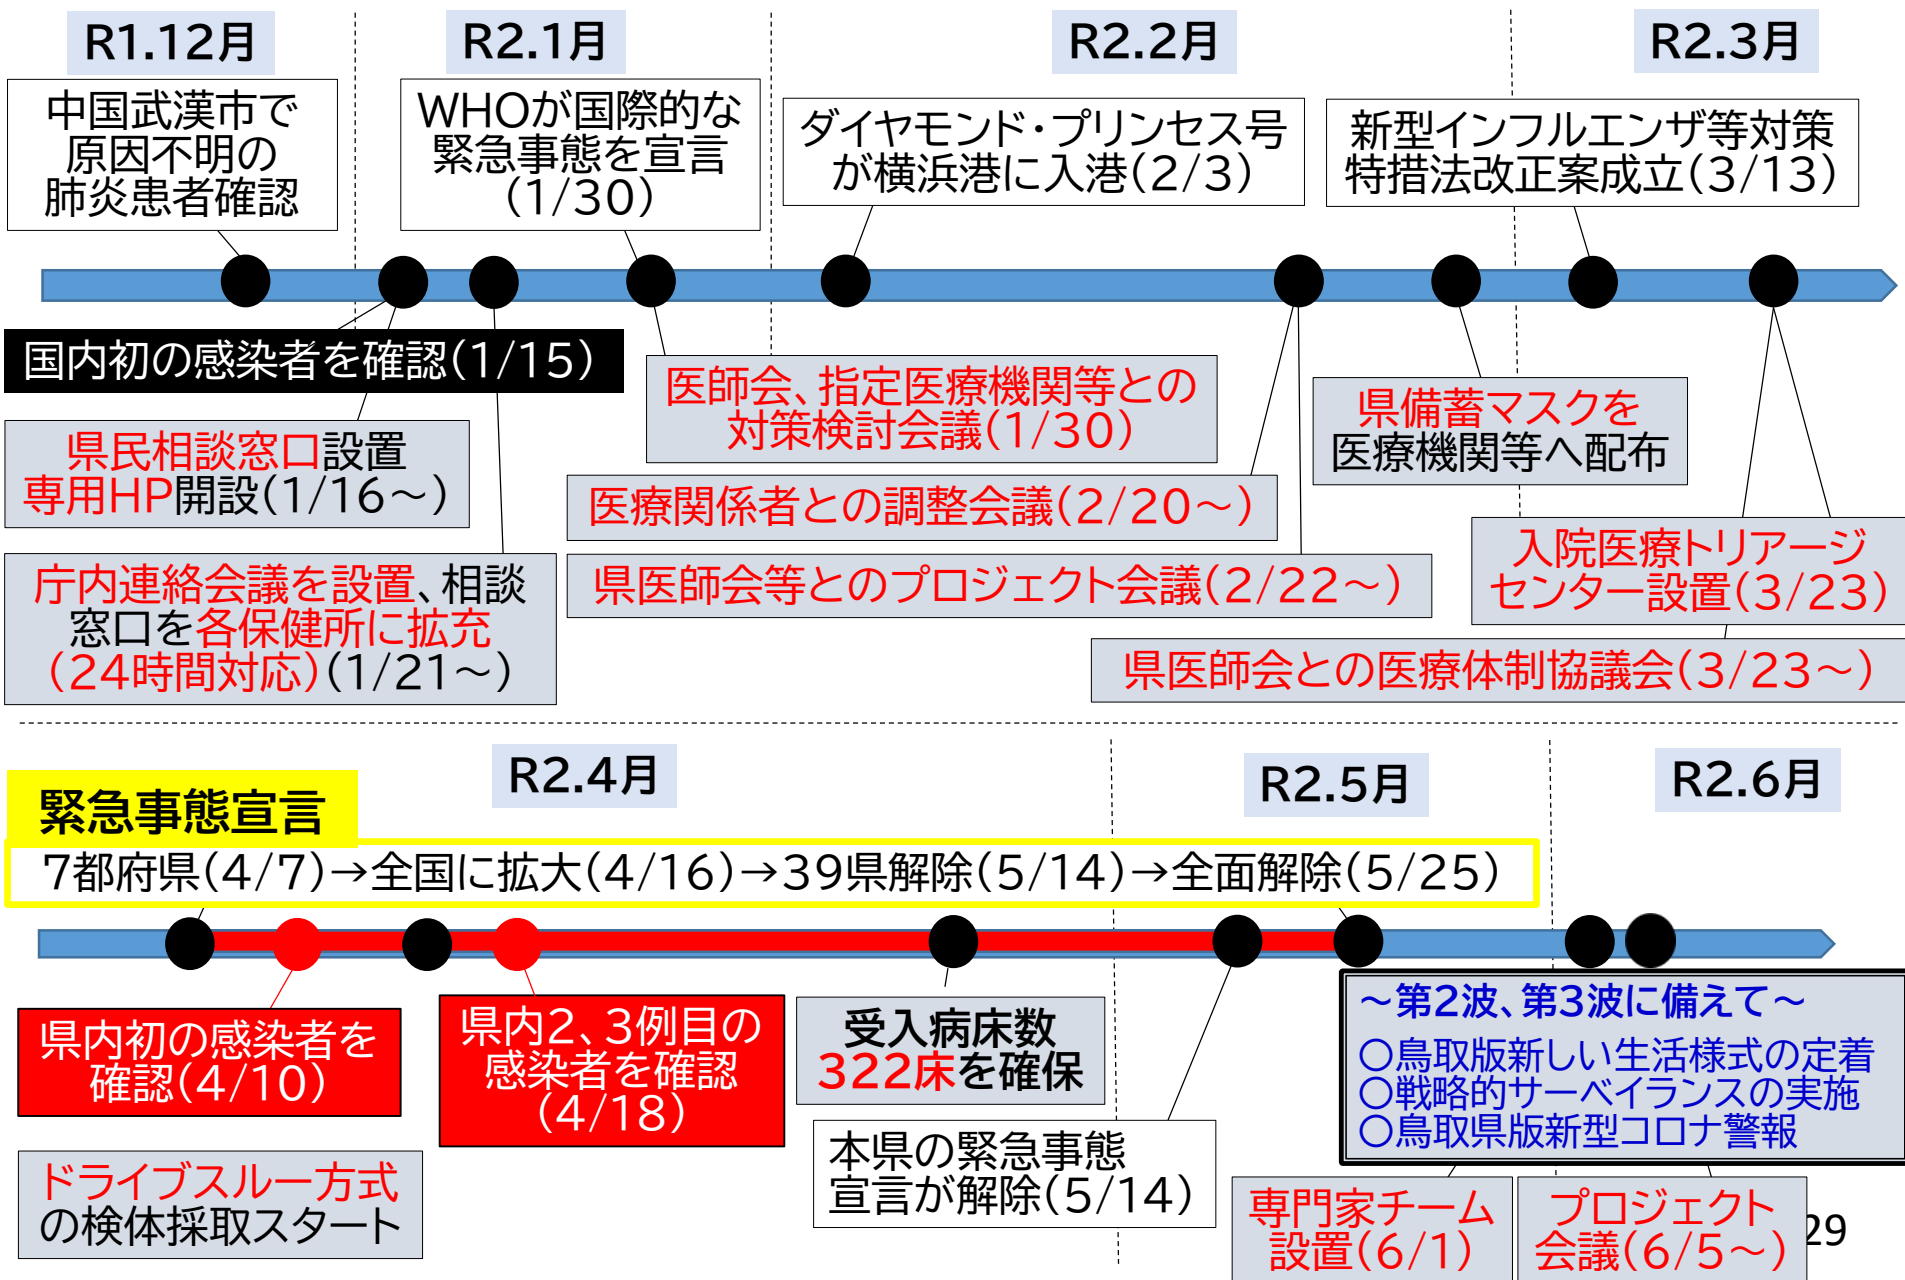 R1.12月
R2.1月
R2.2月
R2.3月
中国武漢市で
原因不明の
肺炎患者確認
WHOが国際的な
緊急事態を宣言
(1/30)
ダイヤモンド・プリンセス号
が横浜港に入港(2/3)
新型インフルエンザ等対策
特措法改正案成立(3/13)
国内初の感染者を確認(1/15)
県民相談窓口設置
専用HP開設(1/16～)
庁内連絡会議を設置、相談
窓口を各保健所に拡充
(24時間対応)(1/21～)
医師会、指定医療機関等との
対策検討会議(1/30)
医療関係者との調整会議(2/20～)
県医師会等とのプロジェクト会議(2/22～)
県備蓄マスクを
医療機関等へ配布
入院医療トリアージ
センター設置(3/23)
県医師会との医療体制協議会(3/23～)
R2.4月
R2.5月
R2.6月
緊急事態宣言
7都府県(4/7)→全国に拡大(4/16)→39県解除(5/14)→全面解除(5/25)
県内初の感染者を
確認(4/10)
ドライブスルー方式
の検体採取スタート
県内2、3例目の
感染者を確認
(4/18)
受入病床数
322床を確保
本県の緊急事態
宣言が解除(5/14)
～第2波、第3波に備えて～
○鳥取版新しい生活様式の定着
○戦略的サーベイランスの実施
○鳥取県版新型コロナ警報
専門家チーム
設置(6/1)
プロジェクト
会議(6/5～)
29